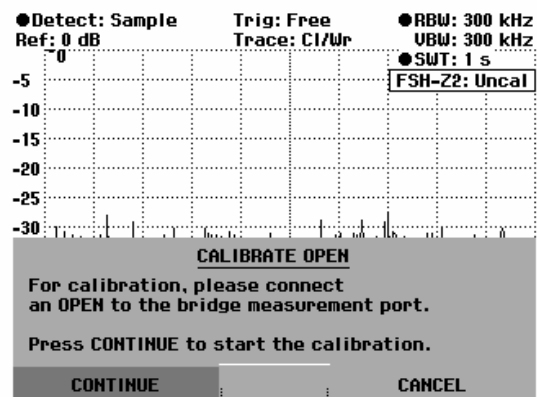 ●Detect: Sample Trig: Free ●RBW: 300 kHz
Ref: 0 dB Trace: Cl/Wr VBW: 300 kHz
0 ●SWT: 1 s
-5 FSH-Z2: Uncal
-10
-15
-20
-25
-30
CALIBRATE OPEN
For calibration, please connect
an OPEN to the bridge measurement port.
Press CONTINUE to start the calibration.
CONTINUE CANCEL